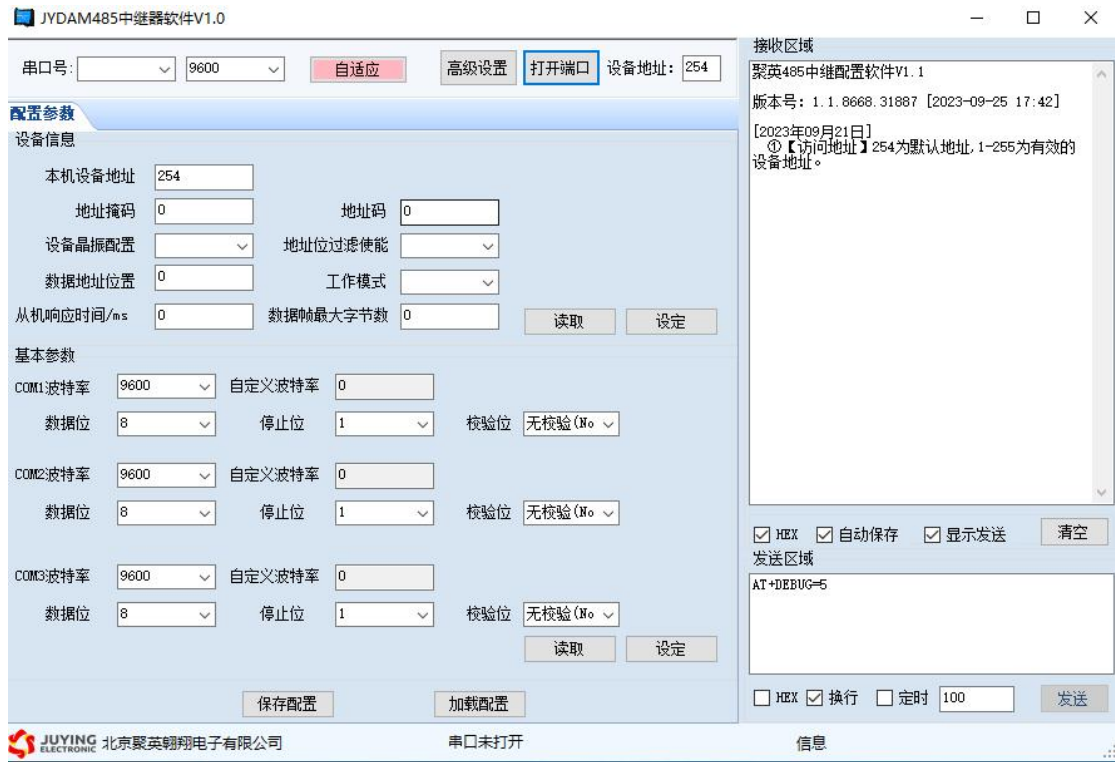 JYDAM485中继器软件V1.0
串口号: 9600 自适应 高级设置 打开端口 设备地址: 254
配置参数
设备信息
本机设备地址 254
地址掩码 0 地址码 0
设备晶振配置 地址位过滤使能
数据地址位置 0 工作模式
从机响应时间/ms 0 数据帧最大字节数 0 读取 设定
基本参数
COM1波特率 9600 自定义波特率 0
数据位 8 停止位 1 校验位 无校验(No
COM2波特率 9600 自定义波特率 0
数据位 8 停止位 1 校验位 无校验(No
COM3波特率 9600 自定义波特率 0
数据位 8 停止位 1 校验位 无校验(No
读取 设定
保存配置 加载配置
接收区域
聚英485中继配置软件V1.1
版本号: 1.1.8668.31887 [2023-09-25 17:42]
[2023年09月21日]
①【访问地址】254为默认地址,1-255为有效的
设备地址。
HEX 自动保存 显示发送 清空
发送区域
AT+DEBUG=5
HEX 换行 定时 100 发送
JUYING
ELECTRONIC
北京聚英翱翔电子有限公司 串口未打开 信息